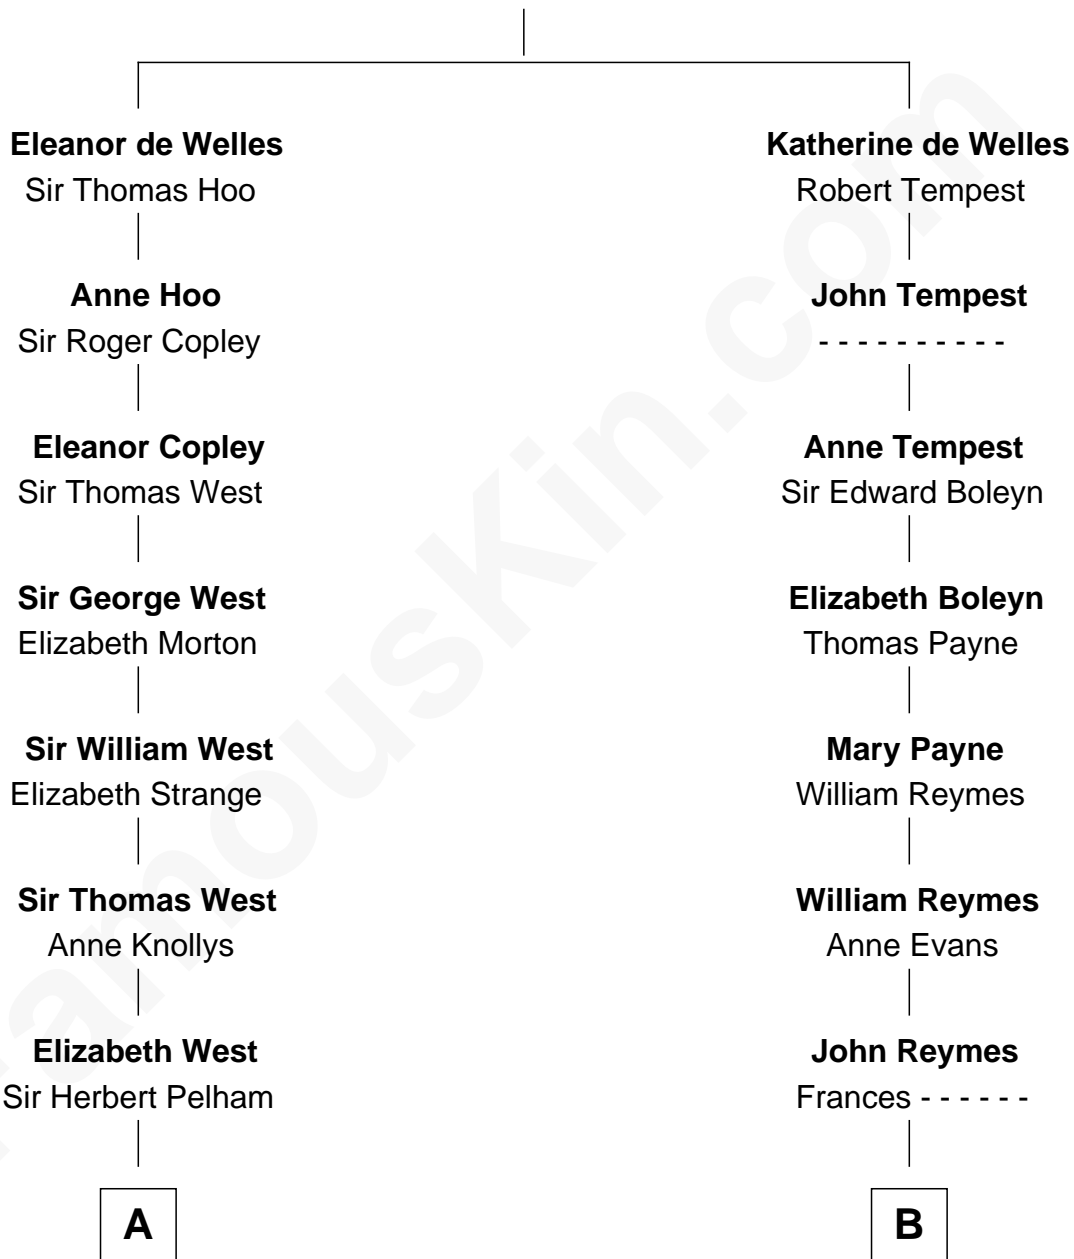 Eleanor de Welles
Sir Thomas Hoo
Katherine de Welles
Robert Tempest
Anne Hoo
Sir Roger Copley
John Tempest
- - - - - - - - - -
Eleanor Copley
Sir Thomas West
Anne Tempest
Sir Edward Boleyn
Sir George West
Elizabeth Morton
Elizabeth Boleyn
Thomas Payne
Sir William West
Elizabeth Strange
Mary Payne
William Reymes
Sir Thomas West
Anne Knollys
William Reymes
Anne Evans
Elizabeth West
Sir Herbert Pelham
John Reymes
Frances - - - - - -
A
B
FamousKin.com